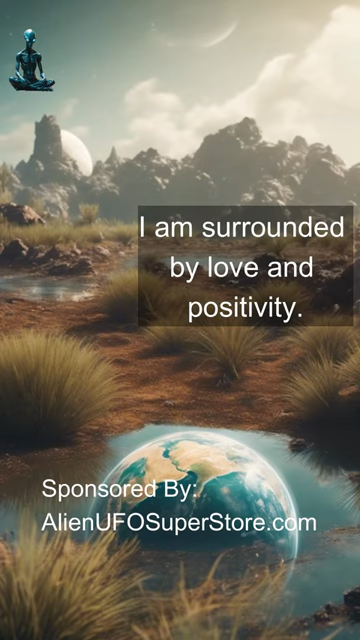 I am surrounded
by love and
positivity.
Sponsored By:
AlienUFOSuperStore.com